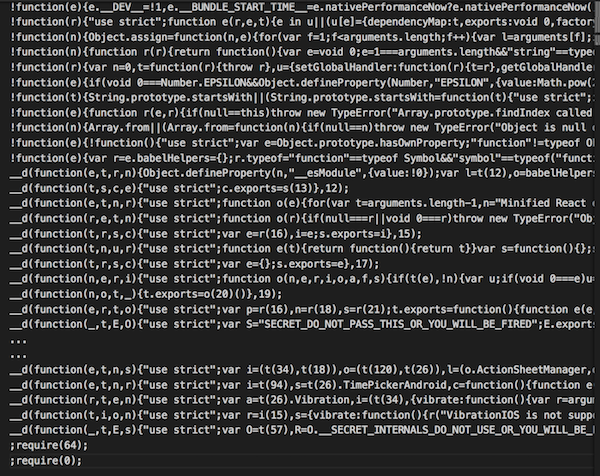 !function(e){e.__DEV__=!1,e.__BUNDLE_START_TIME__=e.nativePerformanceNow?e.nativePerformanceNow(
!function(r){"use strict";function e(r,e,t){e in u||(u[e]={dependencyMap:t,exports:void 0,factor
!function(n){Object.assign=function(n,e){for(var f=1;f<arguments.length;f++){var l=arguments[f];
!function(n){function r(r){return function(){var e=void 0;e=1===arguments.length&&"string"==type
!function(r){var n=0,t=function(r){throw r},u={setGlobalHandler:function(r){t=r},getGlobalHandle
!function(e){if(void 0===Number.EPSILON&&Object.defineProperty(Number,"EPSILON",{value:Math.pow(2
!function(t){String.prototype.startsWith||(String.prototype.startsWith=function(t){"use strict";
!function(e){function r(e,r){if(null==this)throw new TypeError("Array.prototype.findIndex called
!function(n){Array.from||(Array.from=function(n){if(null==n)throw new TypeError("Object is null o
!function(e){!function(){"use strict";var e=Object.prototype.hasOwnProperty;"function"!=typeof O
!function(e){var r=e.babelHelpers={};r.typeof="function"==typeof Symbol&&"symbol"==typeof("functi
__d(function(e,t,r,n){Object.defineProperty(n,"__esModule",{value:!0});var l=t(12),o=babelHelper
__d(function(t,s,c,e){"use strict";c.exports=s(13)},12);
__d(function(e,t,n,r){"use strict";function o(e){for(var t=arguments.length-1,n="Minified React e
__d(function(r,e,t,n){"use strict";function o(r){if(null===r||void 0===r)throw new TypeError("Obj
__d(function(t,r,s,c){"use strict";var e=r(16),i=e;s.exports=i},15);
__d(function(t,n,u,r){"use strict";function e(t){return function(){return t}}var s=function(){};s
__d(function(t,r,s,c){"use strict";var e={};s.exports=e},17);
__d(function(n,e,r,i){"use strict";function o(n,e,r,i,o,a,f,s){if(t(e),!n){var u;if(void 0===e)u=
__d(function(n,o,t,_){t.exports=o(20)()},19);
__d(function(e,r,t,o){"use strict";var p=r(16),n=r(18),s=r(21);t.exports=function(){function e(e,
__d(function(_,t,E,O){"use strict";var S="SECRET_DO_NOT_PASS_THIS_OR_YOU_WILL_BE_FIRED";E.exports
...
...
__d(function(e,t,n,s){"use strict";var i=(t(34),t(18)),o=(t(120),t(26)),l=(o.ActionSheetManager,
__d(function(e,t,n,r){"use strict";var i=t(94),s=t(26).TimePickerAndroid,c=function(){function e
__d(function(r,t,e,n){"use strict";var a=t(26).Vibration,i=t(34),{vibrate:function(){var r=argum
__d(function(t,i,o,n){"use strict";var r=i(15),s={vibrate:function(){r("VibrationIOS is not supp
__d(function(_,t,E,s){"use strict";var O=t(57),R=O.__SECRET_INTERNALS_DO_NOT_USE_OR_YOU_WILL_BE_
;require(64);
;require(0);